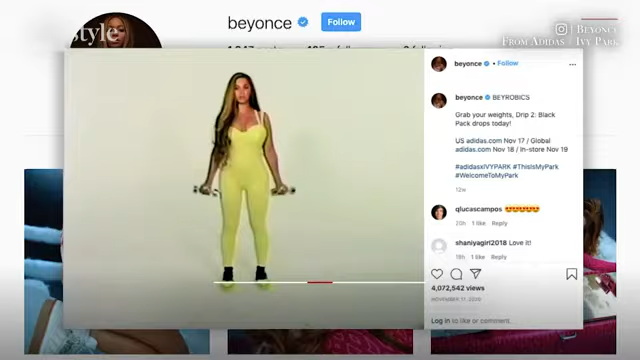 style
beyonce
Follow
BEYONCE
FROM ADIDAS IVY PARK
beyonce • Follow
...
beyonce BEYROBICS
Grab your weights, Drip 2: Black
Pack drops today!
US adidas.com Nov 17 / Global
adidas.com Nov 18 / In-store Nov 19
#adidasxIVYPARK #ThisIsMyPark
#WelcomeToMyPark
12w
qlucascampos 😍😍😍😍😍😍
20h 1 like Reply
shaniyagirl2018 Love it!
1 like Reply
4,072,542 views
NOVEMBER 17, 2020
Log in to like or comment.